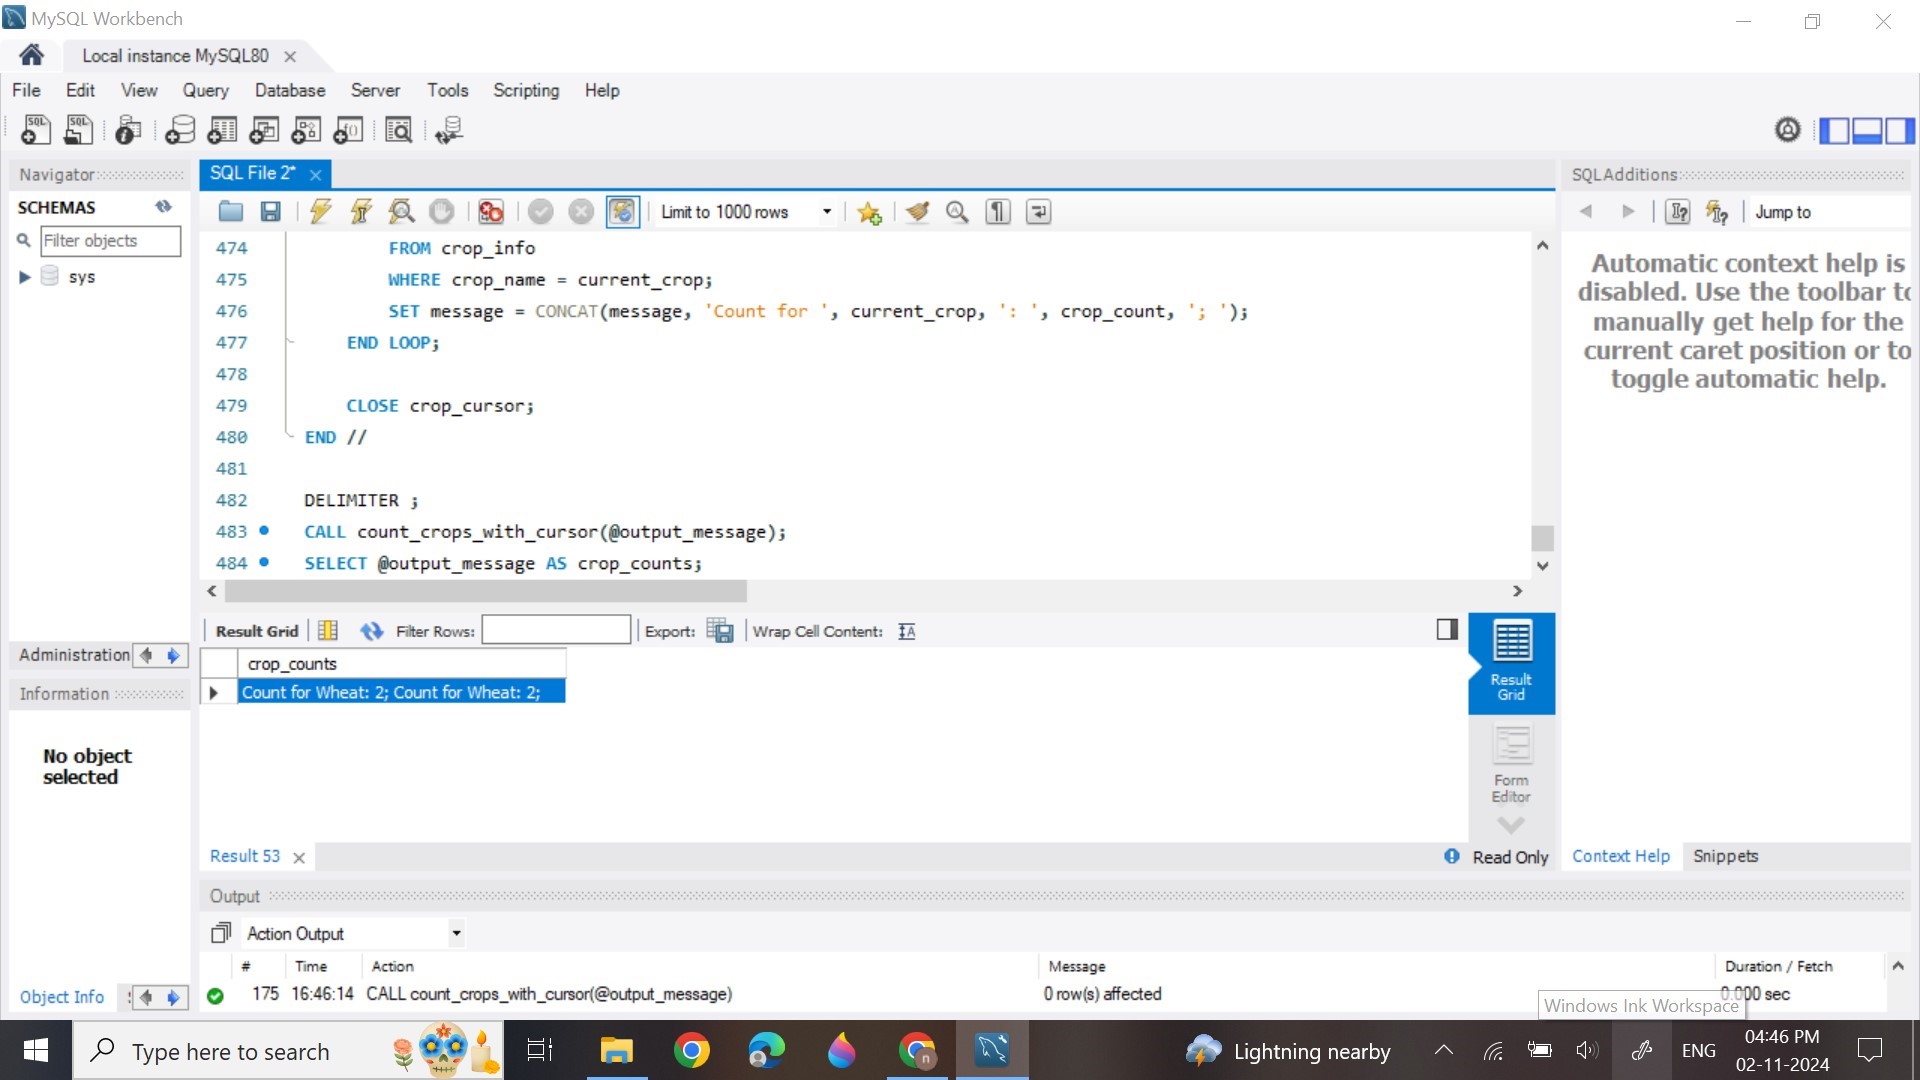 MySQL Workbench
Local instance MySQL80
File Edit View Query Database Server Tools Scripting Help
Navigator
SCHEMAS
Filter objects
sys
Administration
Information
No object
selected
Object Info
SQL File 2*
Limit to 1000 rows
474 FROM crop_info
475 WHERE crop_name = current_crop;
476 SET message = CONCAT(message, 'Count for ', current_crop, ': ', crop_count, '; ');
477 END LOOP;
478
479 CLOSE crop_cursor;
480 END //
481
482 DELIMITER ;
483 CALL count_crops_with_cursor(@output_message);
484 SELECT @output_message AS crop_counts;
Result Grid Filter Rows: Export: Wrap Cell Content:
crop_counts
Count for Wheat: 2; Count for Wheat: 2;
Result
Grid
Form
Editor
Result 53
Read Only
SQLAdditions
Jump to
Automatic context help is
disabled. Use the toolbar to
manually get help for the
current caret position or to
toggle automatic help.
Context Help Snippets
Output
Action Output
# Time Action Message Duration / Fetch
175 16:46:14 CALL count_crops_with_cursor(@output_message) 0 row(s) affected 0.000 sec
Windows Ink Workspace
Type here to search
Lightning nearby
ENG
04:46 PM
02-11-2024